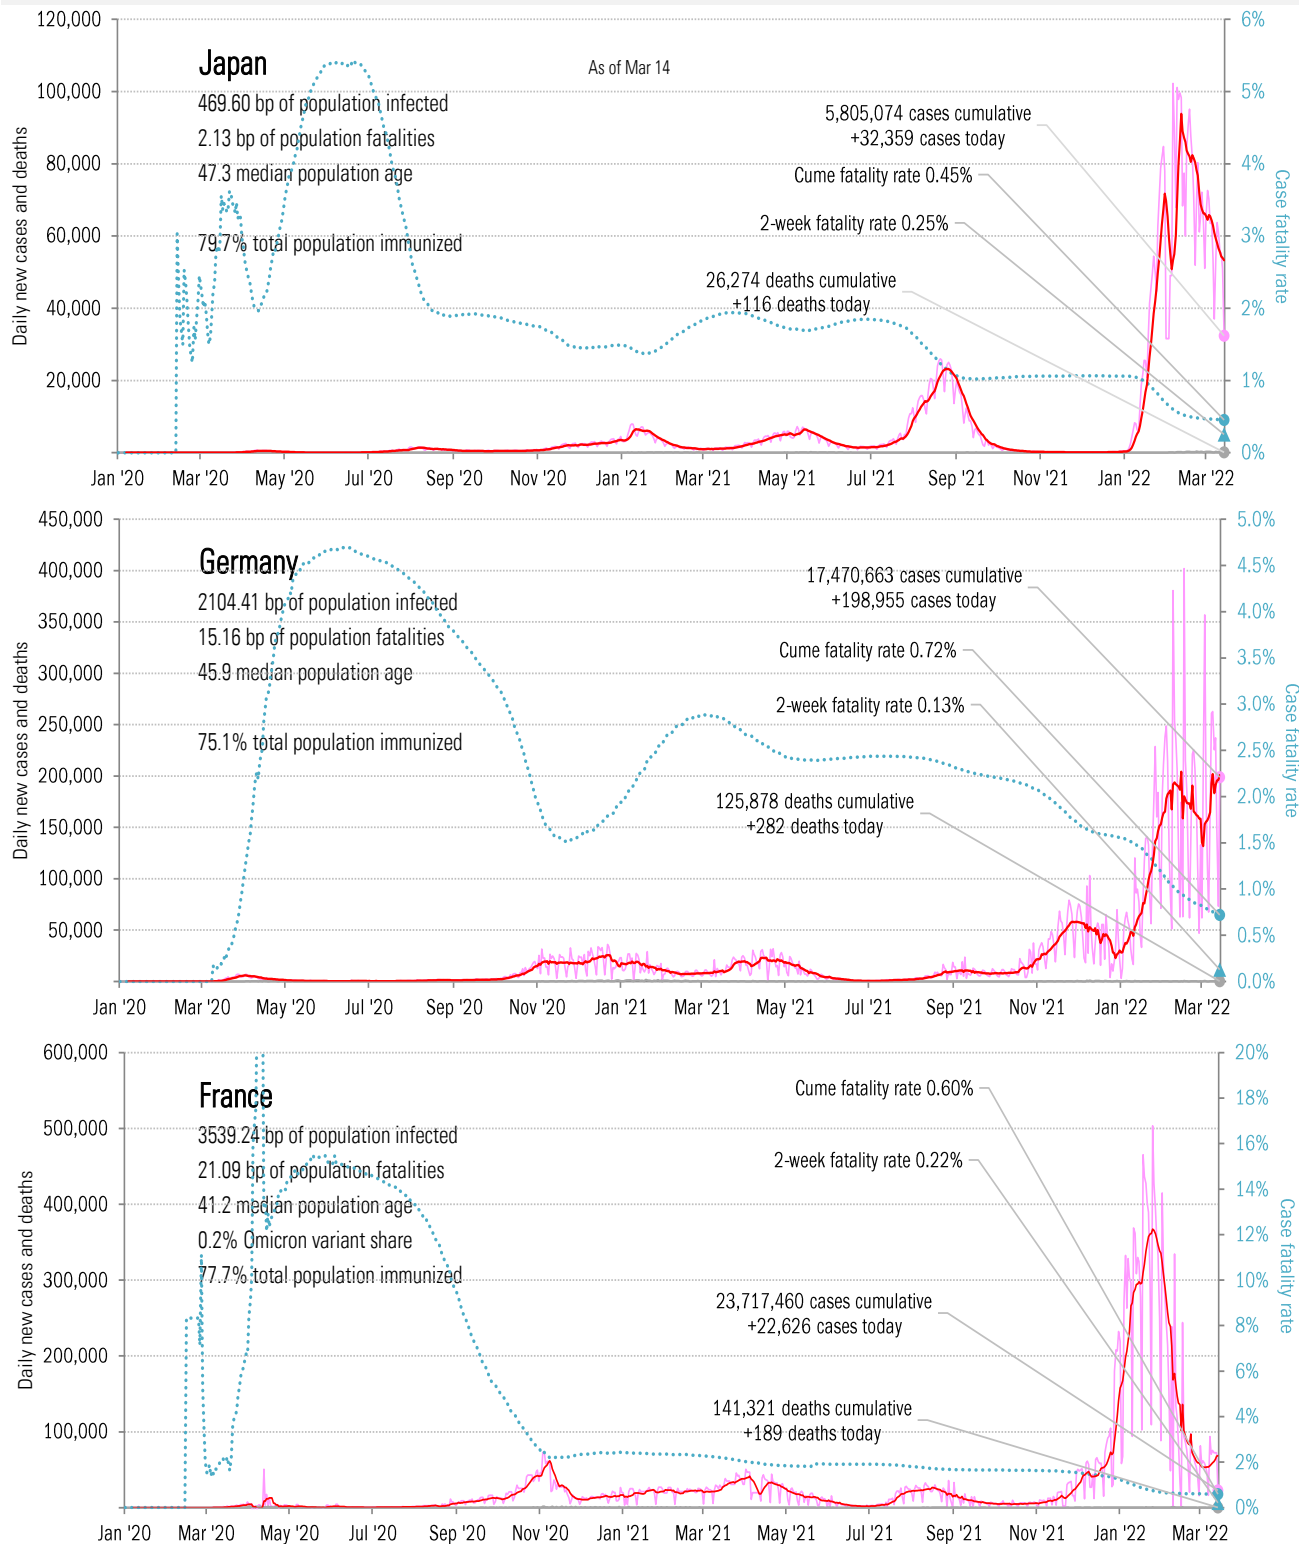 120,000
100,000
80,000
60,000
40,000
20,000
Daily new cases and deaths
Japan
469.60 bp of population infected
2.13 bp of population fatalities
47.3 median population age
79.7% total population immunized
As of Mar 14
5,805,074 cases cumulative
+32,359 cases today
Cume fatality rate 0.45%
2-week fatality rate 0.25%
26,274 deaths cumulative
+116 deaths today
6%
5%
4%
3%
2%
1%
0%
Case fatality rate
Jan '20 Mar '20 May '20 Jul '20 Sep '20 Nov '20 Jan '21 Mar '21 May '21 Jul '21 Sep '21 Nov '21 Jan '22 Mar '22
450,000
400,000
350,000
300,000
250,000
200,000
150,000
100,000
50,000
Daily new cases and deaths
Germany
2104.41 bp of population infected
15.16 bp of population fatalities
45.9 median population age
75.1% total population immunized
17,470,663 cases cumulative
+198,955 cases today
Cume fatality rate 0.72%
2-week fatality rate 0.13%
125,878 deaths cumulative
+282 deaths today
5.0%
4.5%
4.0%
3.5%
3.0%
2.5%
2.0%
1.5%
1.0%
0.5%
0.0%
Case fatality rate
Jan '20 Mar '20 May '20 Jul '20 Sep '20 Nov '20 Jan '21 Mar '21 May '21 Jul '21 Sep '21 Nov '21 Jan '22 Mar '22
600,000
500,000
400,000
300,000
200,000
100,000
Daily new cases and deaths
France
3539.24 bp of population infected
21.09 bp of population fatalities
41.2 median population age
0.2% Omicron variant share
77.7% total population immunized
Cume fatality rate 0.60%
2-week fatality rate 0.22%
23,717,460 cases cumulative
+22,626 cases today
141,321 deaths cumulative
+189 deaths today
20%
18%
16%
14%
12%
10%
8%
6%
4%
2%
0%
Case fatality rate
Jan '20 Mar '20 May '20 Jul '20 Sep '20 Nov '20 Jan '21 Mar '21 May '21 Jul '21 Sep '21 Nov '21 Jan '22 Mar '22